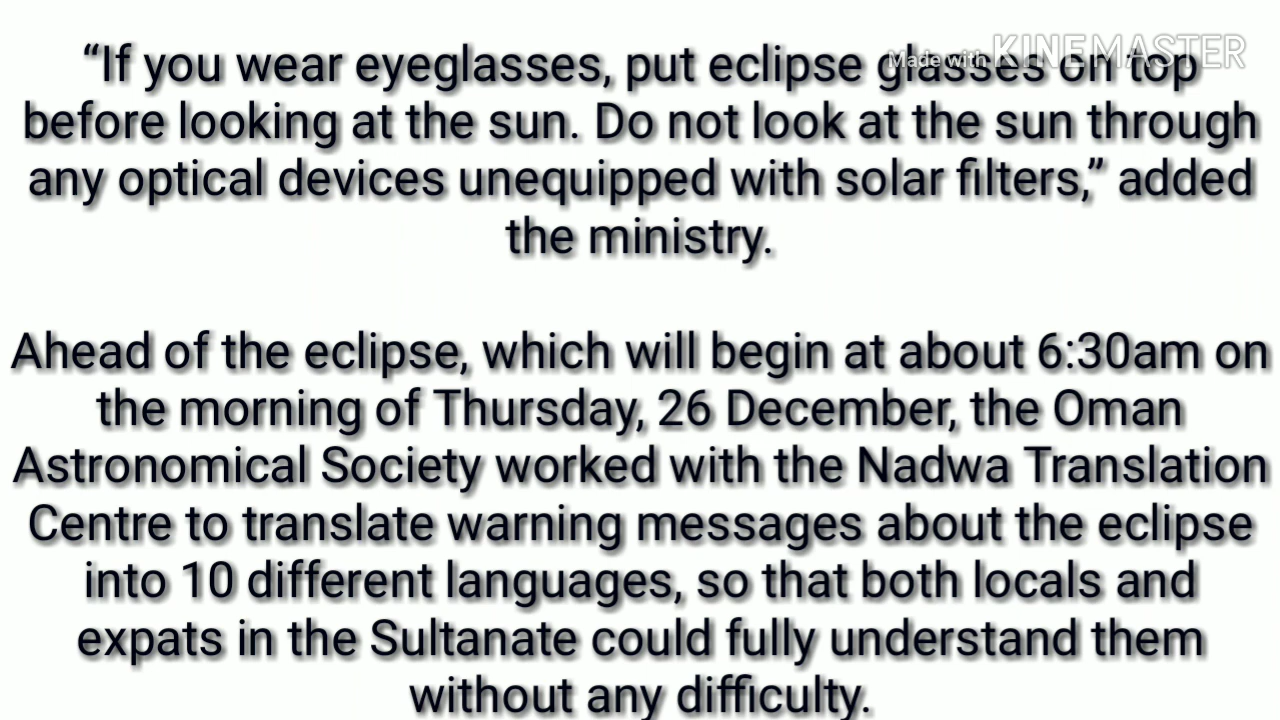 Made with KINEMASTER
“If you wear eyeglasses, put eclipse glasses on top
before looking at the sun. Do not look at the sun through
any optical devices unequipped with solar filters,” added
the ministry.
Ahead of the eclipse, which will begin at about 6:30am on
the morning of Thursday, 26 December, the Oman
Astronomical Society worked with the Nadwa Translation
Centre to translate warning messages about the eclipse
into 10 different languages, so that both locals and
expats in the Sultanate could fully understand them
without any difficulty.